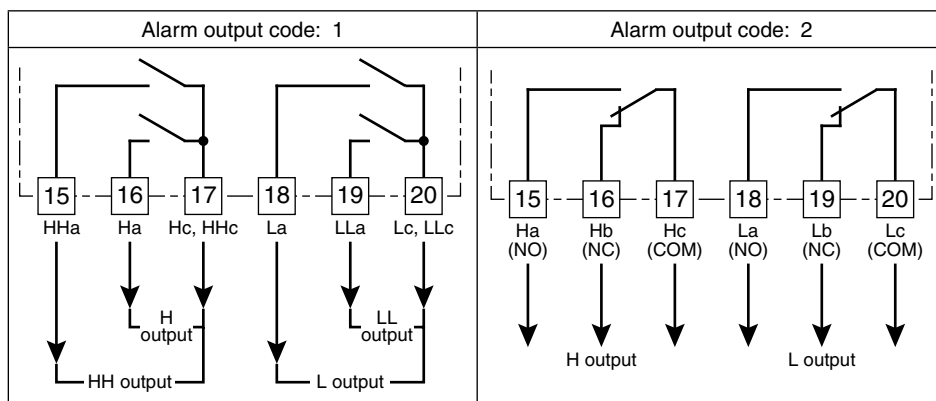 Alarm output code: 1
15 16 17 18 19 20
HHa Ha Hc, HHc La LLa Lc, LLc
H output
LL output
HH output
L output
Alarm output code: 2
15 16 17 18 19 20
Ha (NO)
Hb (NC)
Hc (COM)
La (NO)
Lb (NC)
Lc (COM)
H output
L output